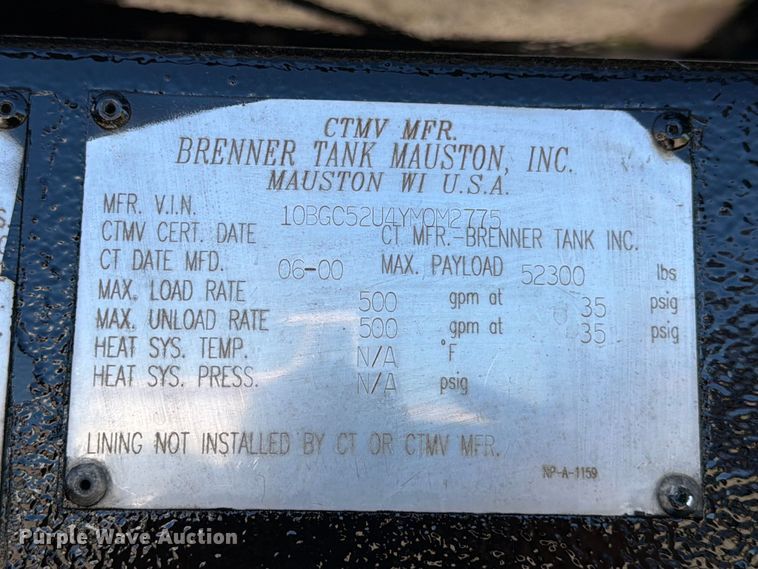 CTMV MFR.
BRENNER TANK MAUSTON, INC.
MAUSTON WI U.S.A.
MFR. V.I.N. 10BGC52U4YM0M2775
CTMV CERT. DATE CT MFR.-BRENNER TANK INC.
CT DATE MFD. 06-00 MAX. PAYLOAD 52300 lbs
MAX. LOAD RATE 500 gpm at 35 psig
MAX. UNLOAD RATE 500 gpm at 35 psig
HEAT SYS. TEMP. N/A °F
HEAT SYS. PRESS. N/A psig
LINING NOT INSTALLED BY CT OR CTMV MFR.
NP-A-1159
Purple Wave Auction